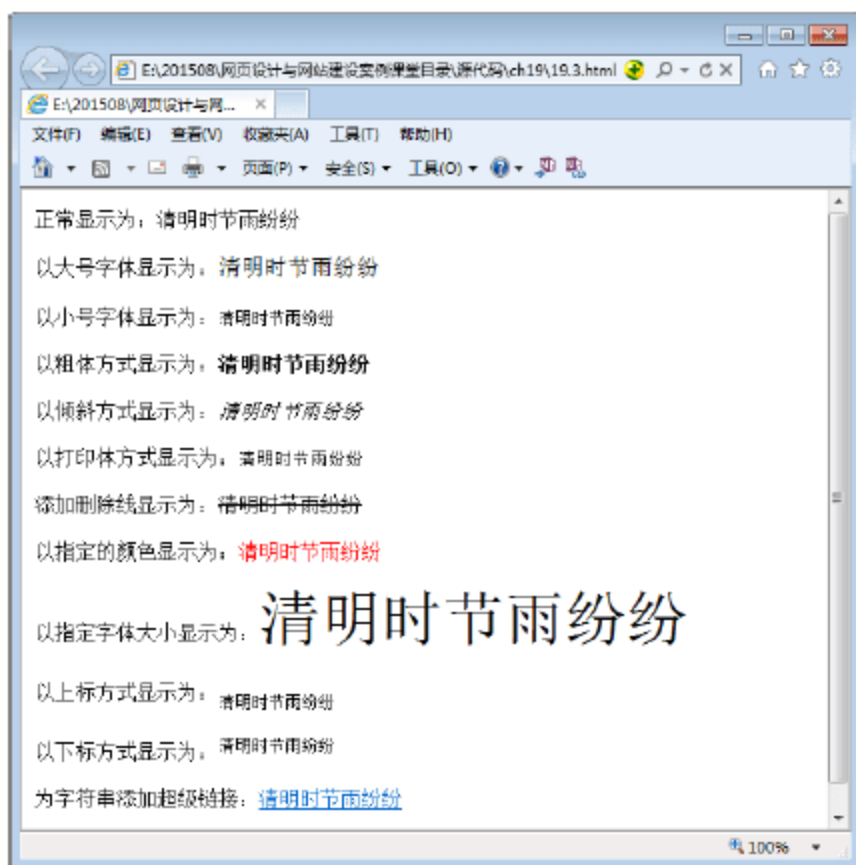 E:\201508\网页设计与网站建设案例课堂目录\源代码\ch19\19.3.html
E:\201508\网页设计与网...
文件(F) 编辑(E) 查看(V) 收藏夹(A) 工具(T) 帮助(H)
页面(P) 安全(S) 工具(O)
正常显示为：清明时节雨纷纷
以大号字体显示为：清明时节雨纷纷
以小号字体显示为：清明时节雨纷纷
以粗体方式显示为：清明时节雨纷纷
以倾斜方式显示为：清明时节雨纷纷
以打印体方式显示为：清明时节雨纷纷
添加删除线显示为：清明时节雨纷纷
以指定的颜色显示为：清明时节雨纷纷
以指定字体大小显示为：清明时节雨纷纷
以上标方式显示为：清明时节雨纷纷
以下标方式显示为：清明时节雨纷纷
为字符串添加超级链接：清明时节雨纷纷
100%